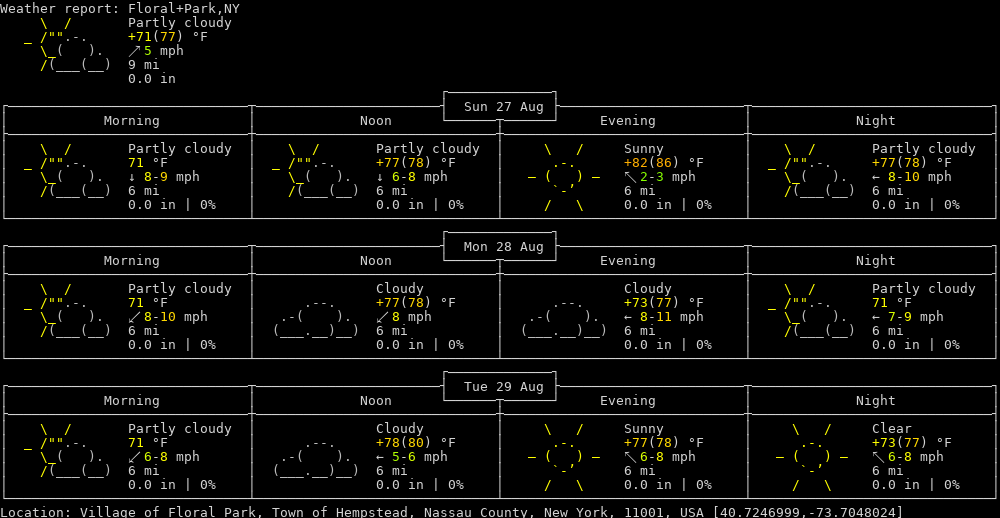 Weather report: Floral+Park,NY
Partly cloudy
+71(77) °F
↗ 5 mph
9 mi
0.0 in
Sun 27 Aug
Morning Noon Evening Night
Partly cloudy Partly cloudy Sunny Partly cloudy
71 °F +77(78) °F +82(86) °F +77(78) °F
↓ 8-9 mph ↓ 6-8 mph ↖ 2-3 mph ← 8-10 mph
6 mi 6 mi 6 mi 6 mi
0.0 in | 0% 0.0 in | 0% 0.0 in | 0% 0.0 in | 0%
Mon 28 Aug
Morning Noon Evening Night
Partly cloudy Cloudy Cloudy Partly cloudy
71 °F +77(78) °F +73(77) °F 71 °F
↙ 8-10 mph ↙ 8 mph ← 8-11 mph ← 7-9 mph
6 mi 6 mi 6 mi 6 mi
0.0 in | 0% 0.0 in | 0% 0.0 in | 0% 0.0 in | 0%
Tue 29 Aug
Morning Noon Evening Night
Partly cloudy Cloudy Sunny Clear
71 °F +78(80) °F +77(78) °F +73(77) °F
↙ 6-8 mph ← 5-6 mph ↖ 6-8 mph ↖ 6-8 mph
6 mi 6 mi 6 mi 6 mi
0.0 in | 0% 0.0 in | 0% 0.0 in | 0% 0.0 in | 0%
Location: Village of Floral Park, Town of Hempstead, Nassau County, New York, 11001, USA [40.7246999,-73.7048024]